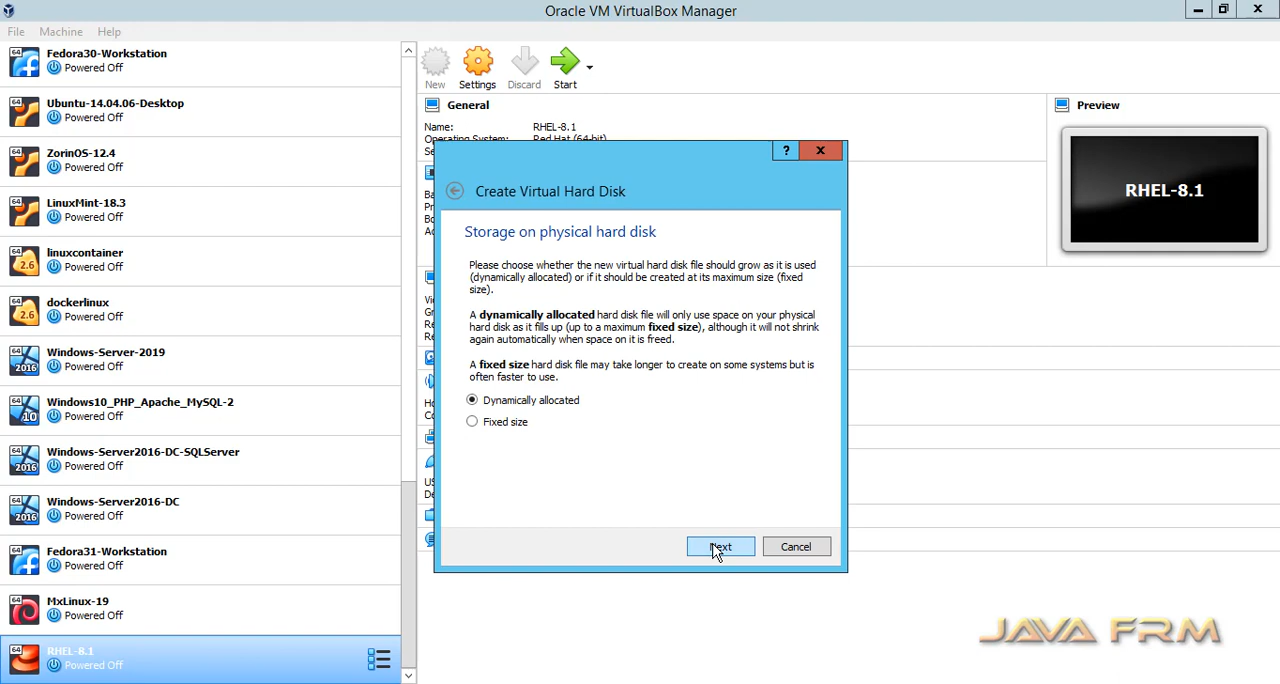 Oracle VM VirtualBox Manager
File Machine Help
Fedora30-Workstation
Powered Off
Ubuntu-14.04.06-Desktop
Powered Off
ZorinOS-12.4
Powered Off
LinuxMint-18.3
Powered Off
linuxcontainer
Powered Off
dockerlinux
Powered Off
Windows-Server-2019
Powered Off
Windows10_PHP_Apache_MySQL-2
Powered Off
Windows-Server2016-DC-SQLServer
Powered Off
Windows-Server2016-DC
Powered Off
Fedora31-Workstation
Powered Off
MxLinux-19
Powered Off
RHEL-8.1
Powered Off
New Settings Discard Start
General
Name: RHEL-8.1
Operating System: Red Hat (64-bit)
Preview
RHEL-8.1
?
Create Virtual Hard Disk
Storage on physical hard disk
Please choose whether the new virtual hard disk file should grow as it is used
(dynamically allocated) or if it should be created at its maximum size (fixed
size).
A dynamically allocated hard disk file will only use space on your physical
hard disk as it fills up (up to a maximum fixed size), although it will not shrink
again automatically when space on it is freed.
A fixed size hard disk file may take longer to create on some systems but is
often faster to use.
Dynamically allocated
Fixed size
Next Cancel
JAVA FRM